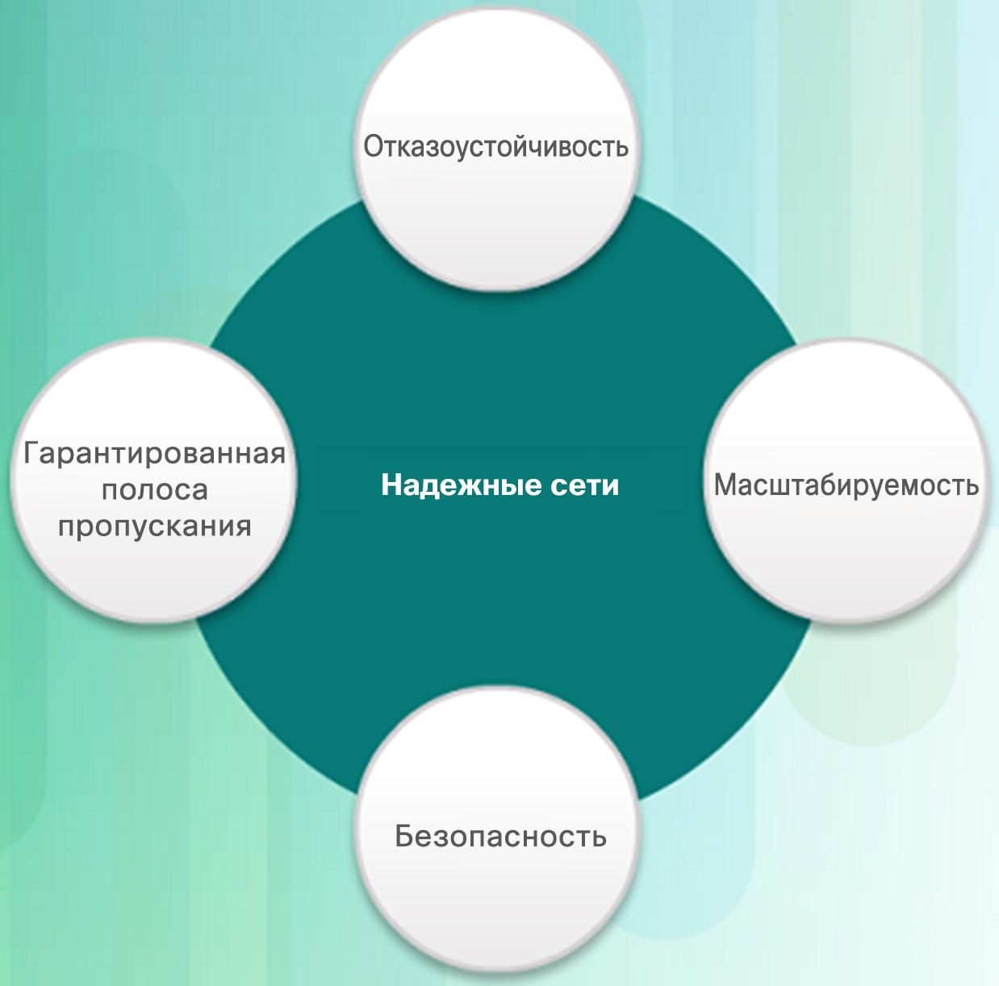 Отказоустойчивость
Гарантированная
полоса
пропускания
Надежные сети
Масштабируемость
Безопасность